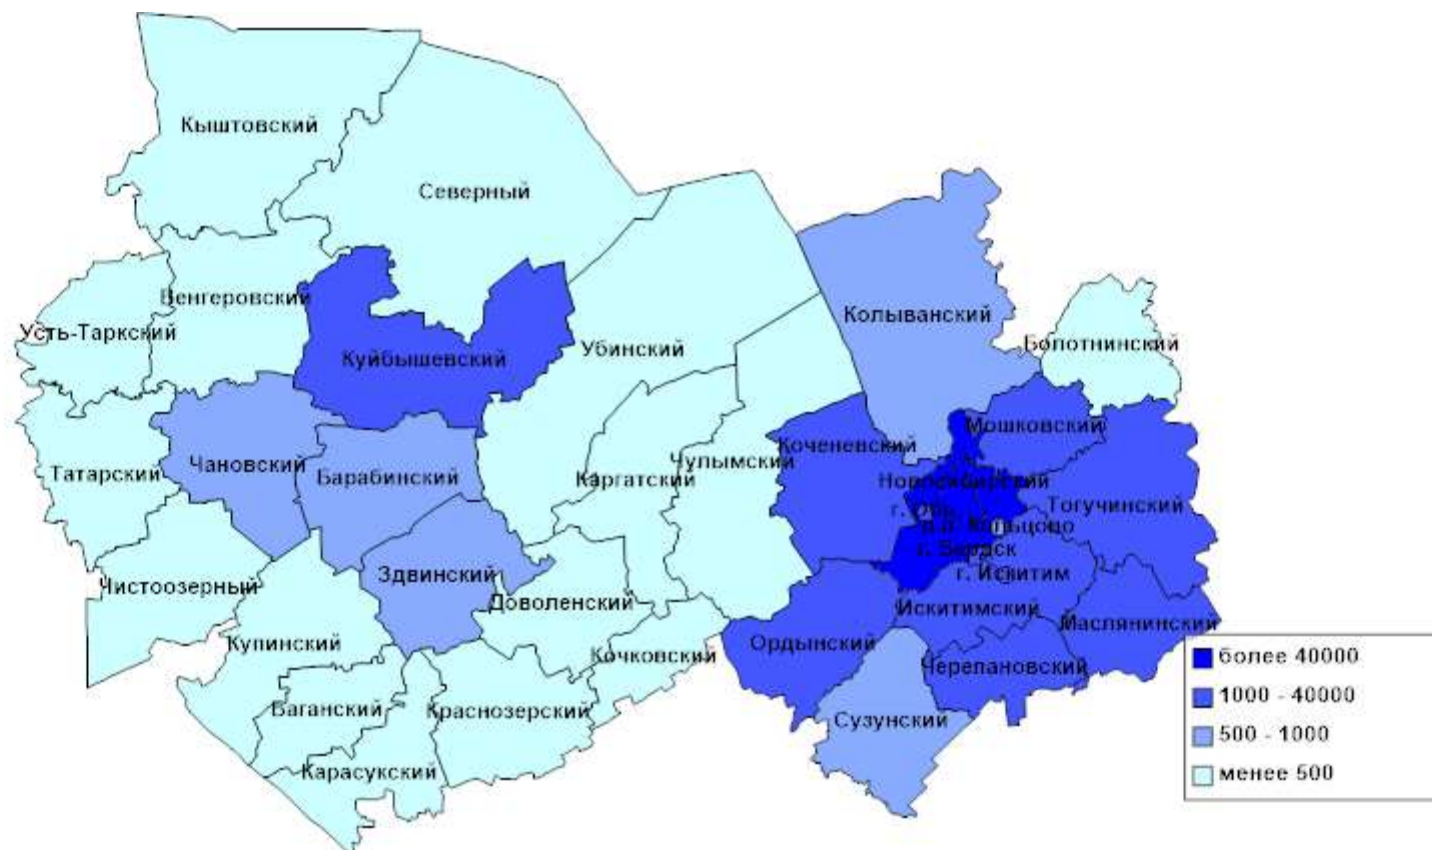 Кыштовский
Северный
Венгеровский
Усть-Таркский
Колыванский
Болотнинский
Куйбышевский
Убинский
Татарский
Чановский
Барабинский
Каргатский
Чулымский
Коченевский
Мошковский
Новосибирский
Тогучинский
г. Обь
р.п. Кольцово
г. Бердск
г. Искитим
Чистоозерный
Здвинский
Доволенский
Искитимский
Маслянинский
Купинский
Кочковский
Ордынский
Черепановский
Баганский
Краснозерский
Сузунский
Карасукский
более 40000
1000 - 40000
500 - 1000
менее 500